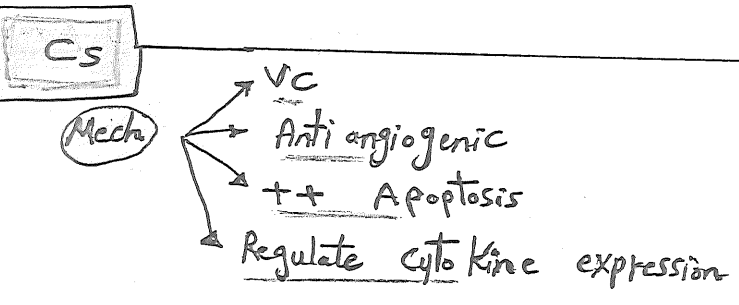 Cs
VC
Mech
Anti angiogenic
++ Apoptosis
Regulate cytokine expression